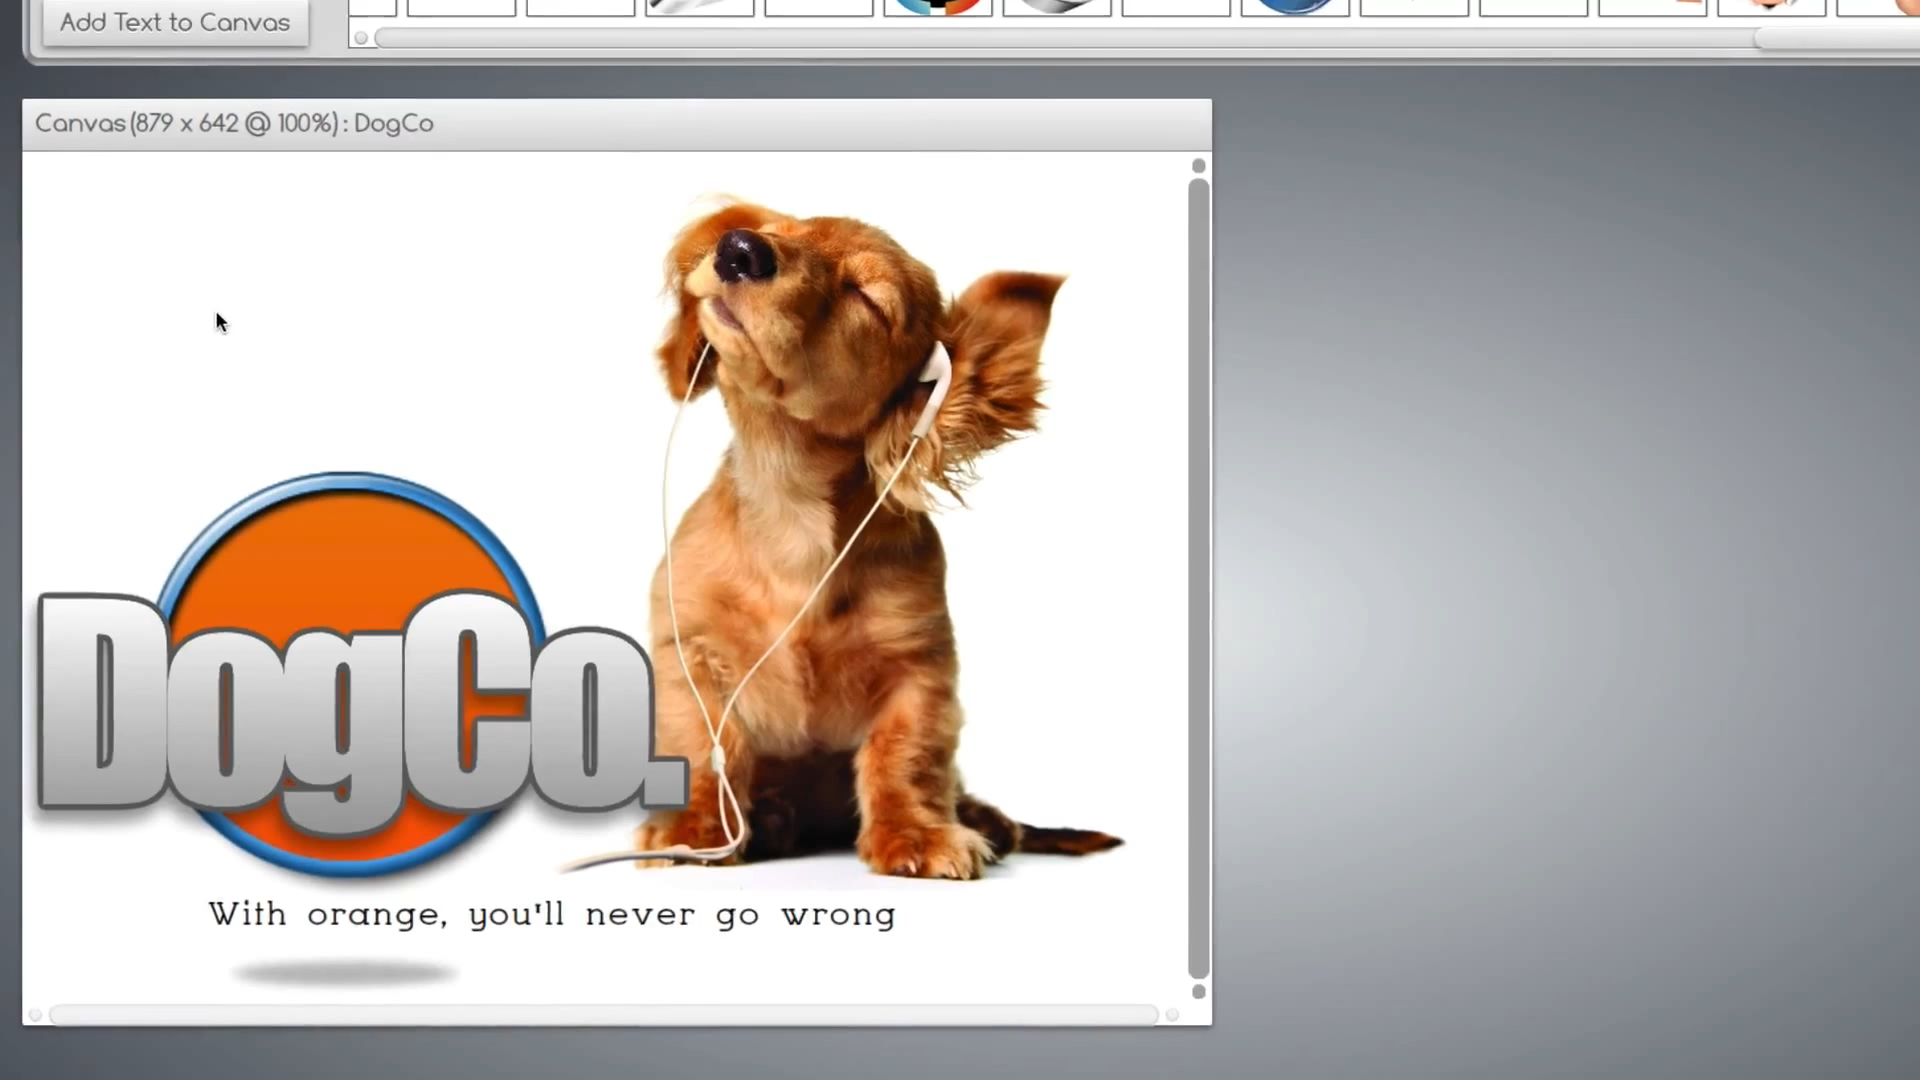 Add Text to Canvas
Canvas(879 x 642 @ 100%) : DogCo
DogCo.
With orange, you'll never go wrong